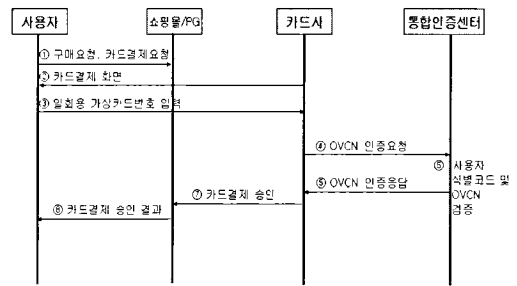 사용자
쇼핑몰/PG
카드사
통합인증센터
① 구매요청, 카드결제요청
② 카드결제 화면
③ 일회용 가상카드번호 입력
④ OVCN 인증요청
⑥ 사용자
식별코드 및
OVCN
검증
⑤ OVCN 인증응답
⑦ 카드결제 승인
⑧ 카드결제 승인 결과